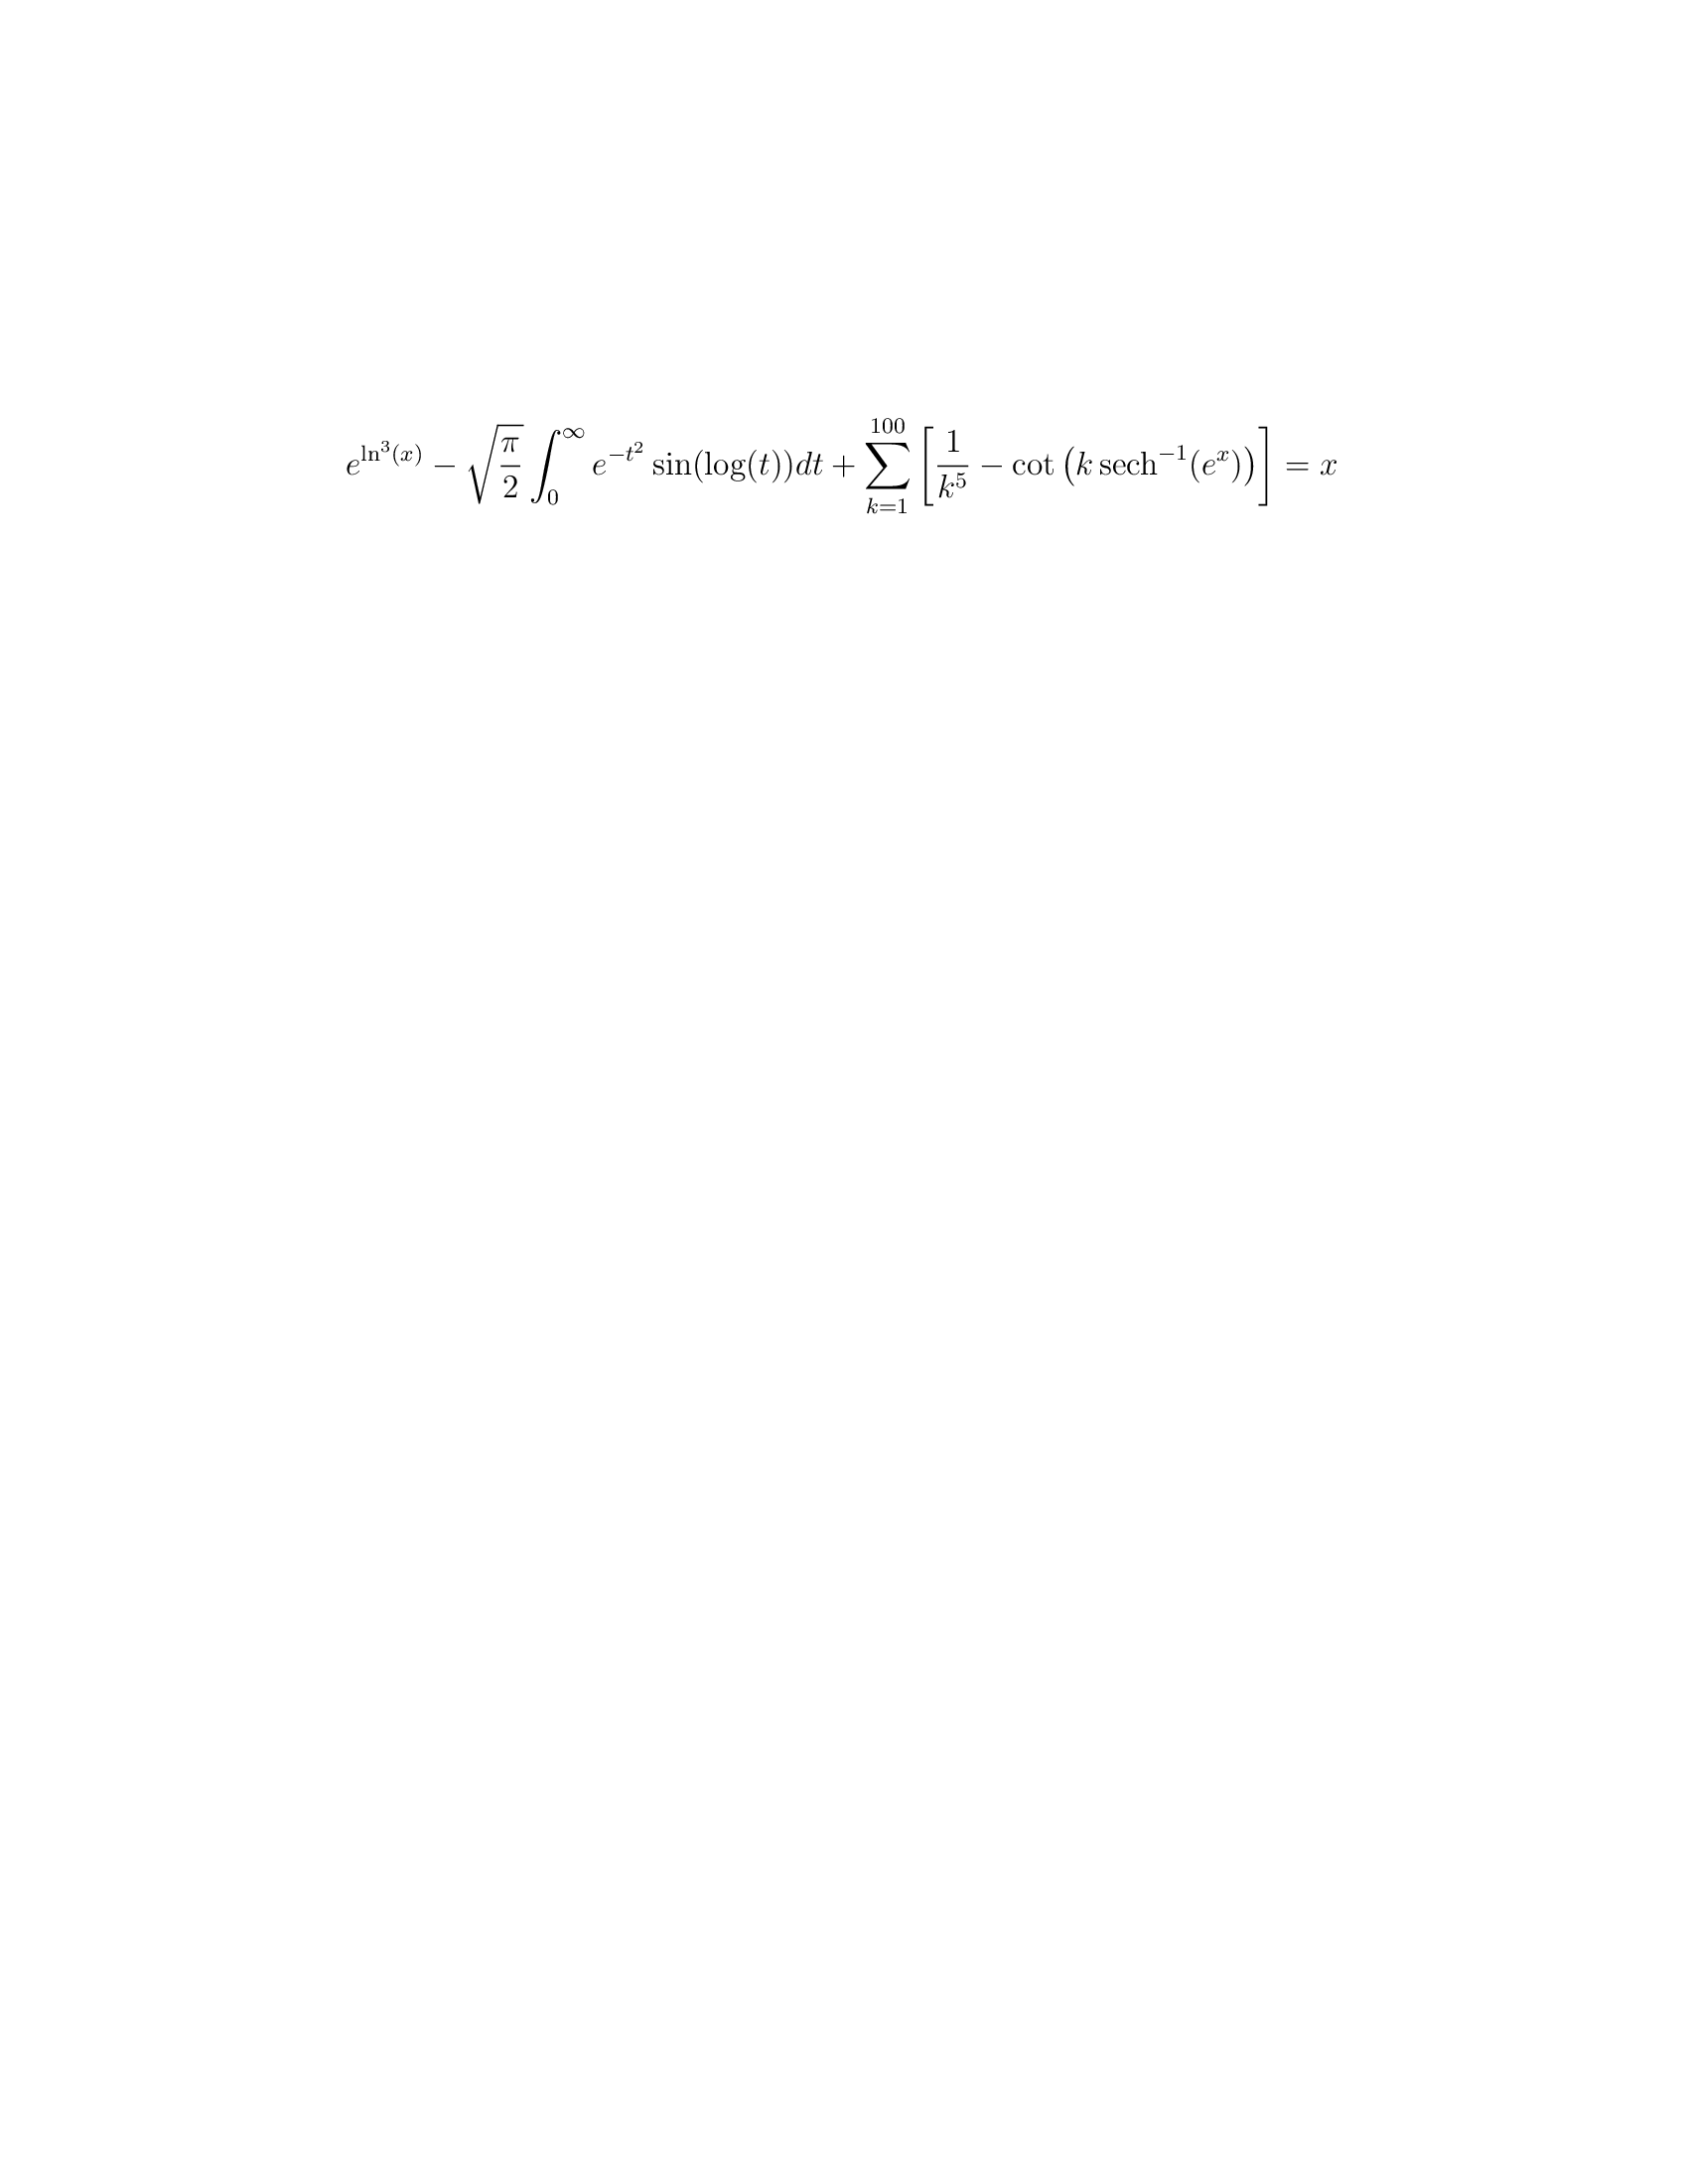 $e^{\ln^3(x)} - \sqrt{\frac{\pi}{2}} \int_0^\infty e^{-t^2} \sin(\log(t))dt + \sum_{k=1}^{100} \left[ \frac{1}{k^5} - \cot\left(k \operatorname{sech}^{-1}(e^x)\right) \right] = x$